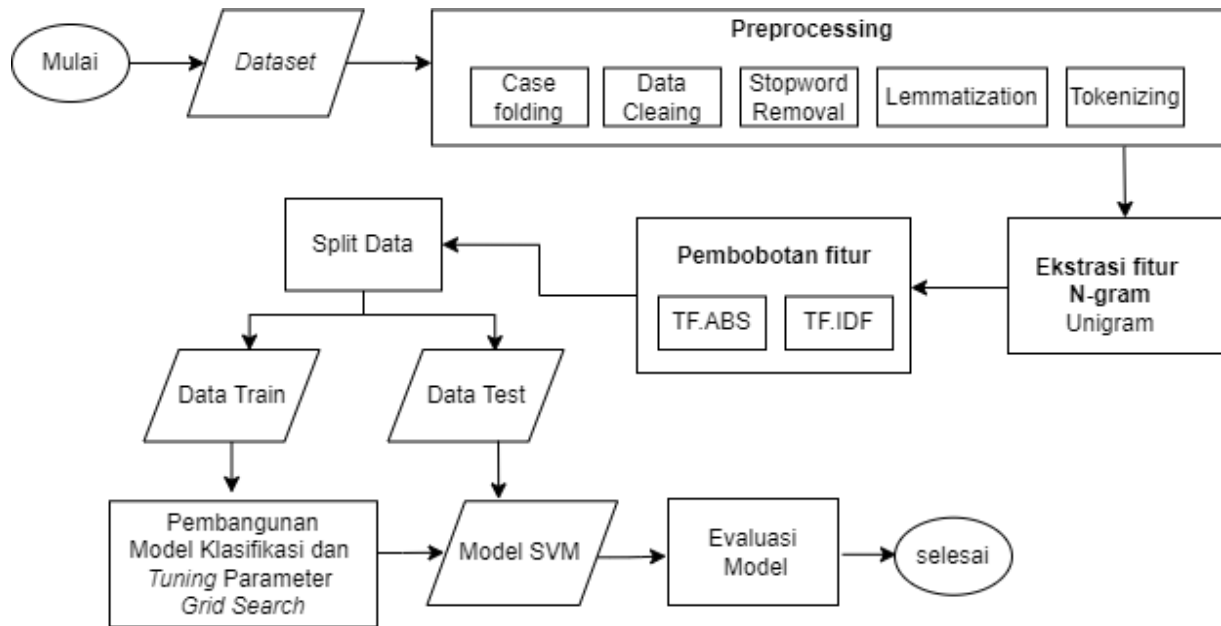 Mulai
Dataset
Preprocessing
Case
folding
Data
Cleaing
Stopword
Removal
Lemmatization
Tokenizing
Ekstrasi fitur
N-gram
Unigram
Pembobotan fitur
TF.ABS
TF.IDF
Split Data
Data Train
Data Test
Pembangunan
Model Klasifikasi dan
Tuning Parameter
Grid Search
Model SVM
Evaluasi
Model
selesai